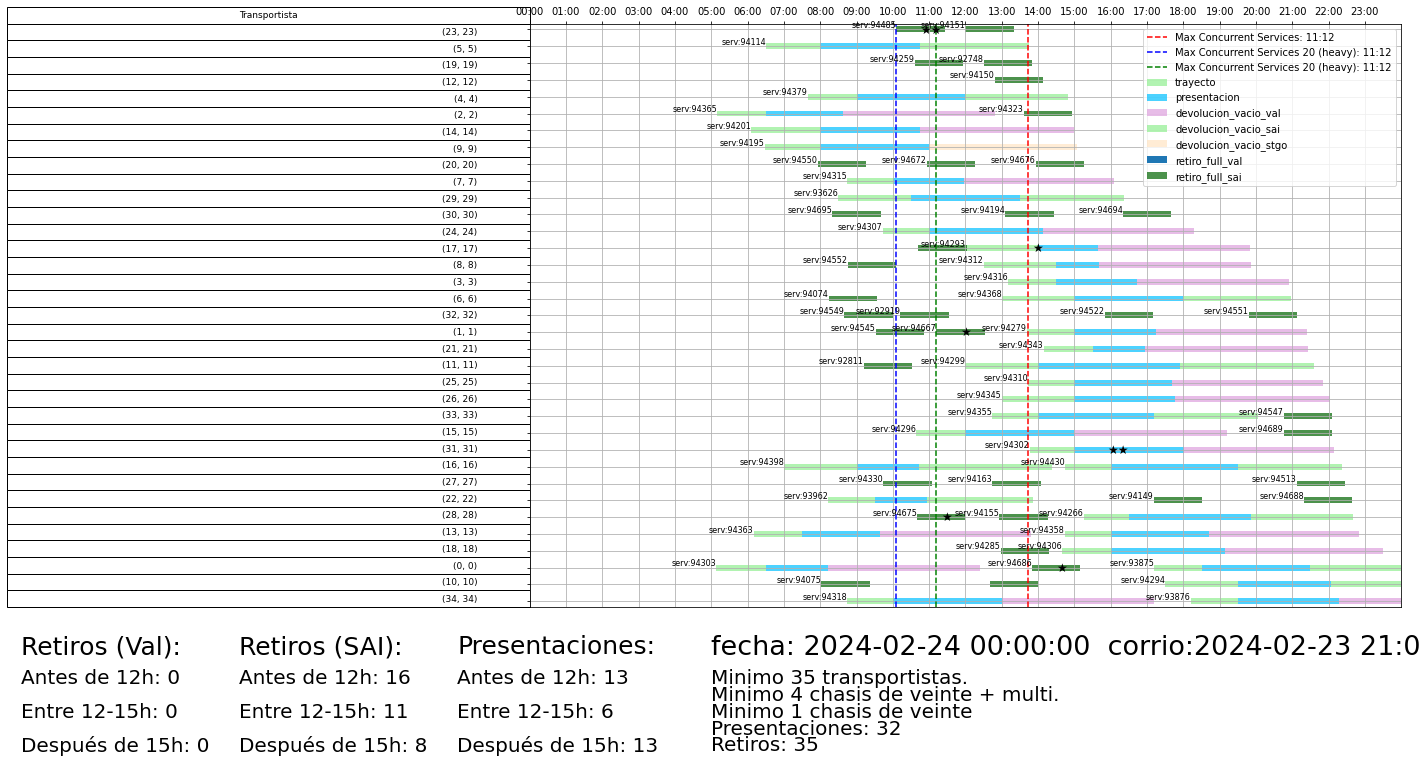 Transportista
00:00 01:00 02:00 03:00 04:00 05:00 06:00 07:00 08:00 09:00 10:00 11:00 12:00 13:00 14:00 15:00 16:00 17:00 18:00 19:00 20:00 21:00 22:00 23:00
(23, 23) serv:94485 serv:94151
(5, 5) serv:94114
(19, 19) serv:94259 serv:92748
(12, 12) serv:94150
(4, 4) serv:94379
(2, 2) serv:94365 serv:94323
(14, 14) serv:94201
(9, 9) serv:94195
(20, 20) serv:94550 serv:94672 serv:94676
(7, 7) serv:94315
(29, 29) serv:93626
(30, 30) serv:94695 serv:94194 serv:94694
(24, 24) serv:94307
(17, 17) serv:94293
(8, 8) serv:94552 serv:94312
(3, 3) serv:94316
(6, 6) serv:94074 serv:94368
(32, 32) serv:94549 serv:92919 serv:94522 serv:94551
(1, 1) serv:94545 serv:94667 serv:94279
(21, 21) serv:94343
(11, 11) serv:92811 serv:94299
(25, 25) serv:94310
(26, 26) serv:94345
(33, 33) serv:94355 serv:94547
(15, 15) serv:94296 serv:94689
(31, 31) serv:94302
(16, 16) serv:94398 serv:94430
(27, 27) serv:94330 serv:94163 serv:94513
(22, 22) serv:93962 serv:94149 serv:94688
(28, 28) serv:94675 serv:94155 serv:94266
(13, 13) serv:94363 serv:94358
(18, 18) serv:94285 serv:94306
(0, 0) serv:94303 serv:94686 serv:93875
(10, 10) serv:94075 serv:94294
(34, 34) serv:94318 serv:93876
Max Concurrent Services: 11:12
Max Concurrent Services 20 (heavy): 11:12
Max Concurrent Services 20 (heavy): 11:12
trayecto
presentacion
devolucion_vacio_val
devolucion_vacio_sai
devolucion_vacio_stgo
retiro_full_val
retiro_full_sai
Retiros (Val):
Antes de 12h: 0
Entre 12-15h: 0
Después de 15h: 0
Retiros (SAI):
Antes de 12h: 16
Entre 12-15h: 11
Después de 15h: 8
Presentaciones:
Antes de 12h: 13
Entre 12-15h: 6
Después de 15h: 13
fecha: 2024-02-24 00:00:00 corrio:2024-02-23 21:0
Minimo 35 transportistas.
Minimo 4 chasis de veinte + multi.
Minimo 1 chasis de veinte
Presentaciones: 32
Retiros: 35